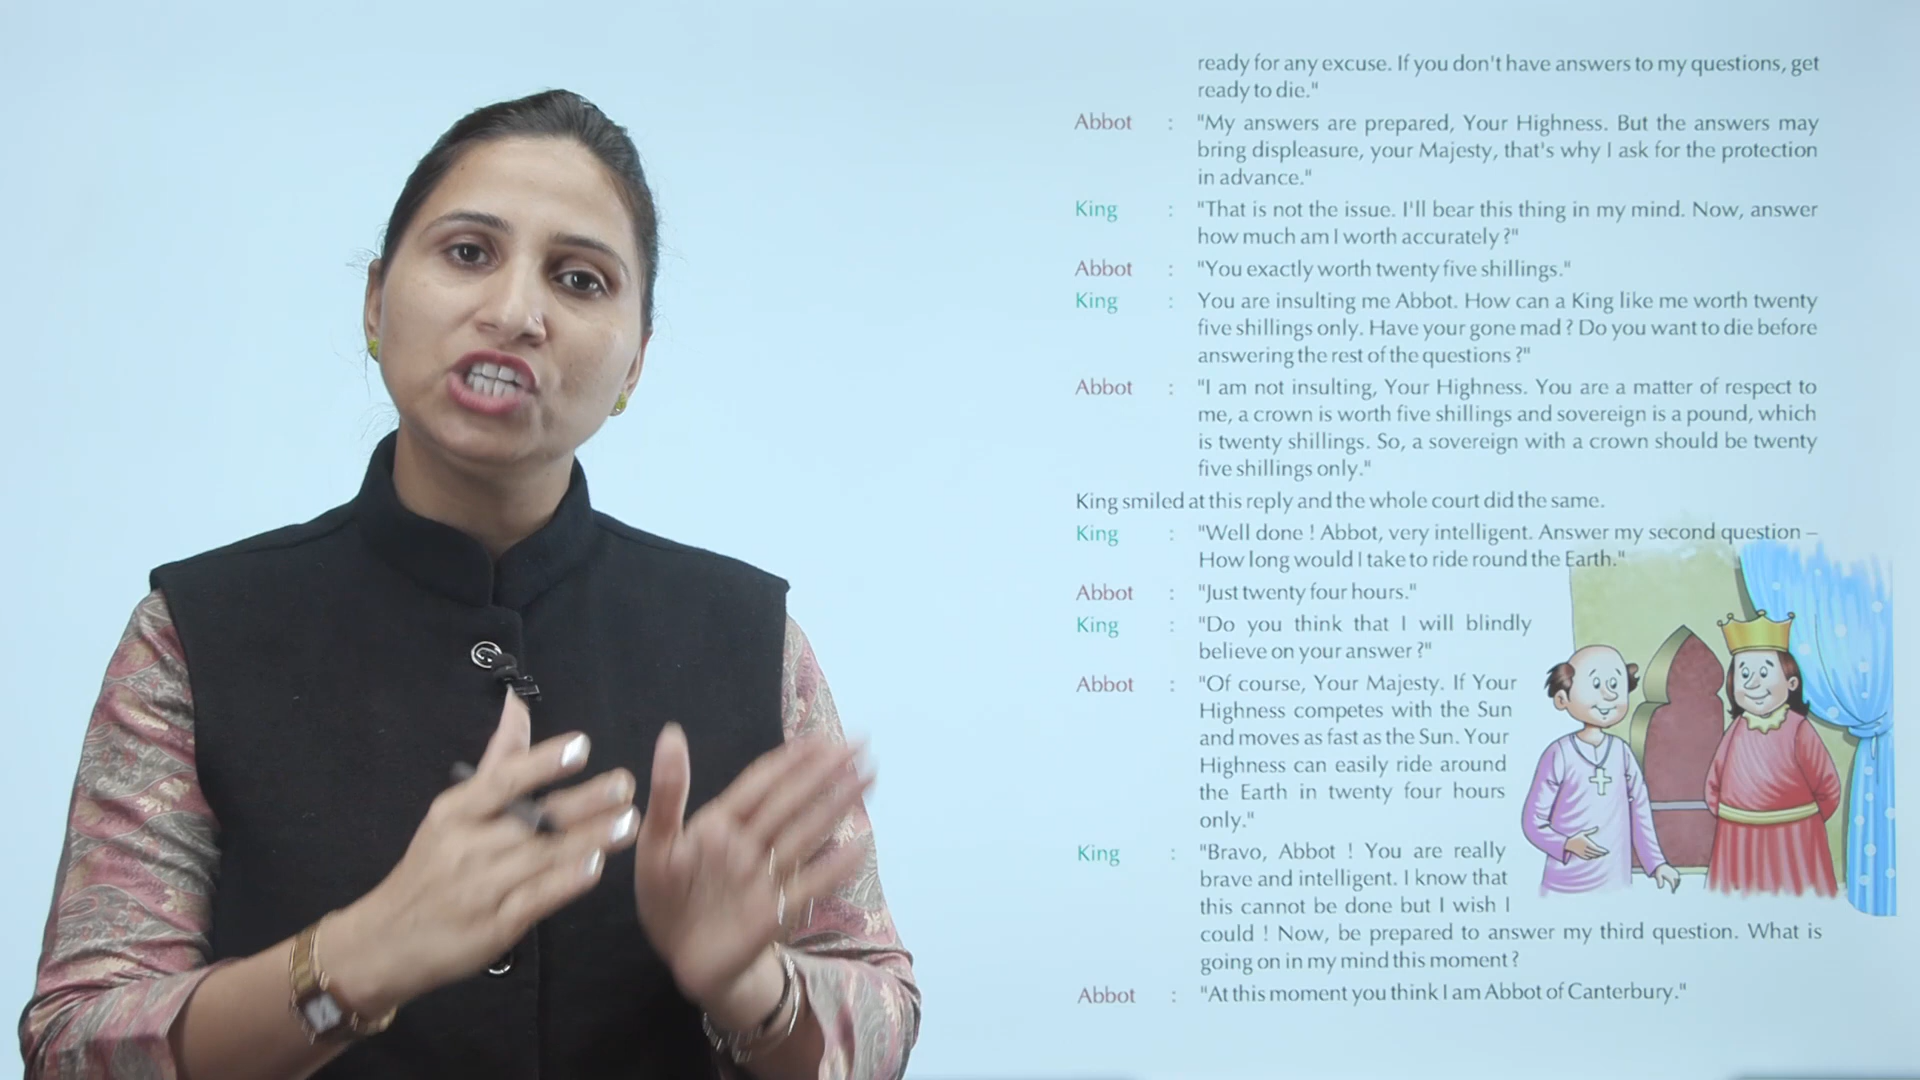 ready for any excuse. If you don't have answers to my questions, get
ready to die."
Abbot : "My answers are prepared, Your Highness. But the answers may
bring displeasure, your Majesty, that's why I ask for the protection
in advance."
King : "That is not the issue. I'll bear this thing in my mind. Now, answer
how much am I worth accurately ?"
Abbot : "You exactly worth twenty five shillings."
King : You are insulting me Abbot. How can a King like me worth twenty
five shillings only. Have your gone mad ? Do you want to die before
answering the rest of the questions ?"
Abbot : "I am not insulting, Your Highness. You are a matter of respect to
me, a crown is worth five shillings and sovereign is a pound, which
is twenty shillings. So, a sovereign with a crown should be twenty
five shillings only."
King smiled at this reply and the whole court did the same.
King : "Well done ! Abbot, very intelligent. Answer my second question –
How long would I take to ride round the Earth."
Abbot : "Just twenty four hours."
King : "Do you think that I will blindly
believe on your answer ?"
Abbot : "Of course, Your Majesty. If Your
Highness competes with the Sun
and moves as fast as the Sun. Your
Highness can easily ride around
the Earth in twenty four hours
only."
King : "Bravo, Abbot ! You are really
brave and intelligent. I know that
this cannot be done but I wish I
could ! Now, be prepared to answer my third question. What is
going on in my mind this moment ?
Abbot : "At this moment you think I am Abbot of Canterbury."